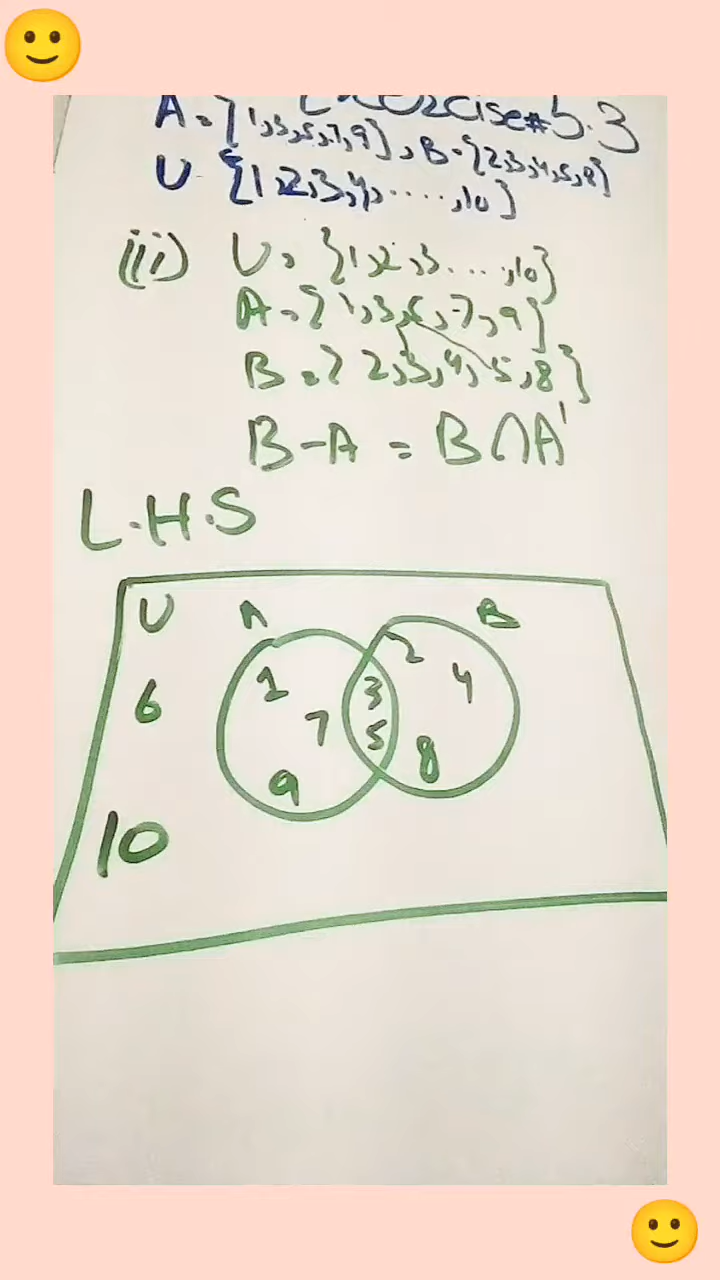 Exercise#5.3
A = {1,3,5,7,9}, B = {2,3,4,5,8}
U {1,2,3,4, ....,10}
(iii) U = {1,2,3....,10}
A = {1,3,5,7,9}
B = {2,3,4,5,8}
B - A = B∩A'
L.H.S
U A B
1 2
6 3 4
7 5
9 8
10